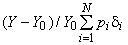 (Y − Y₀) / Y₀ ∑_{i=1}^{N} pᵢ δᵢ